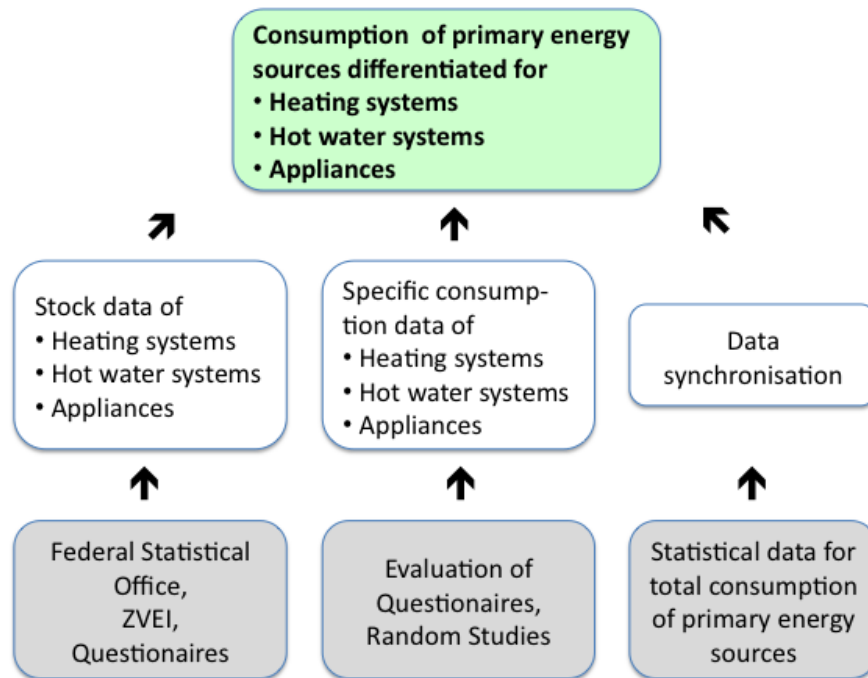 Consumption of primary energy
sources differentiated for
• Heating systems
• Hot water systems
• Appliances
Stock data of
• Heating systems
• Hot water systems
• Appliances
Specific consump-
tion data of
• Heating systems
• Hot water systems
• Appliances
Data
synchronisation
Federal Statistical
Office,
ZVEI,
Questionaires
Evaluation of
Questionaires,
Random Studies
Statistical data for
total consumption
of primary energy
sources